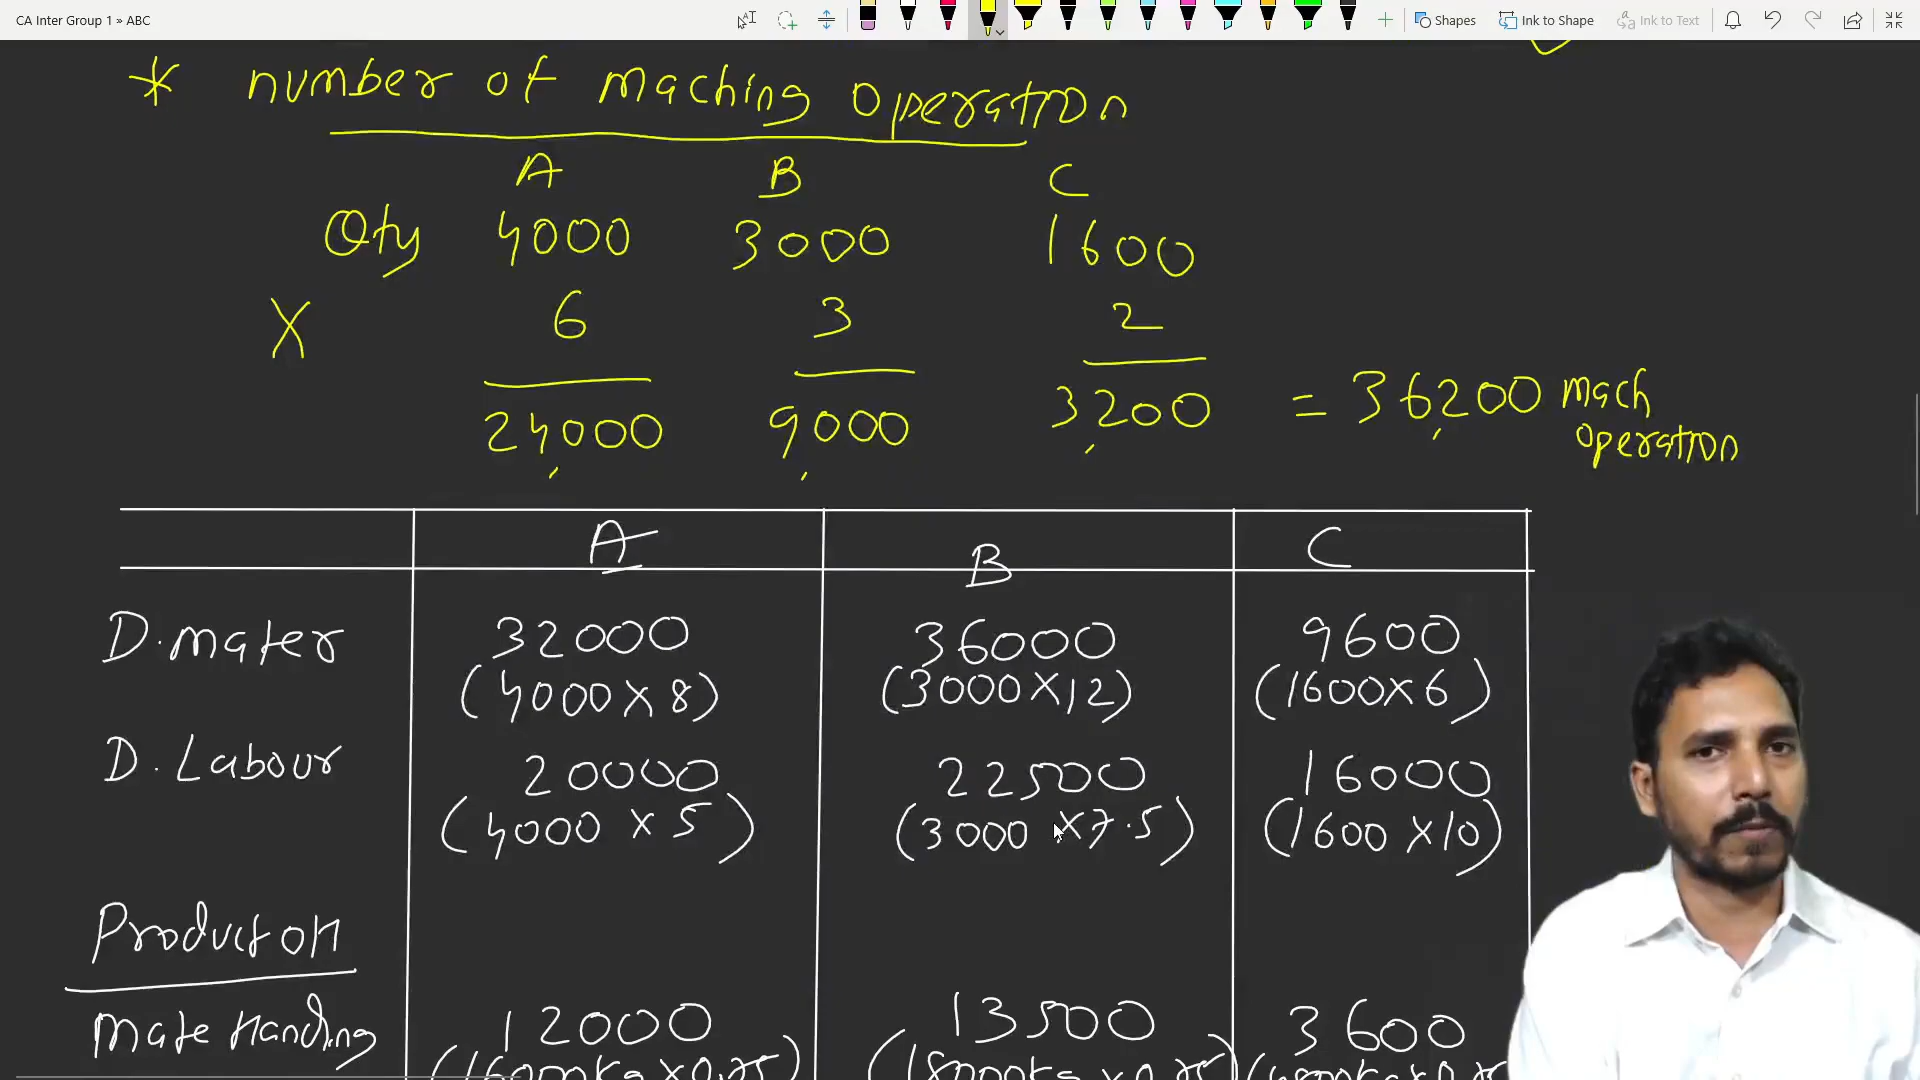 CA Inter Group 1 » ABC
Shapes Ink to Shape Ink to Text
* number of maching operation
A B C
Qty 4000 3000 1600
X 6 3 2
24,000 9,000 3,200 = 36,200 mach
operation
A B C
D.mater 32000 36000 9600
(4000 X 8) (3000 X 12) (1600 X 6)
D. Labour 20000 22500 16000
(4000 X 5) (3000 X 7.5) (1600 X 10)
Production
Mate Handing 12000 13500 3600